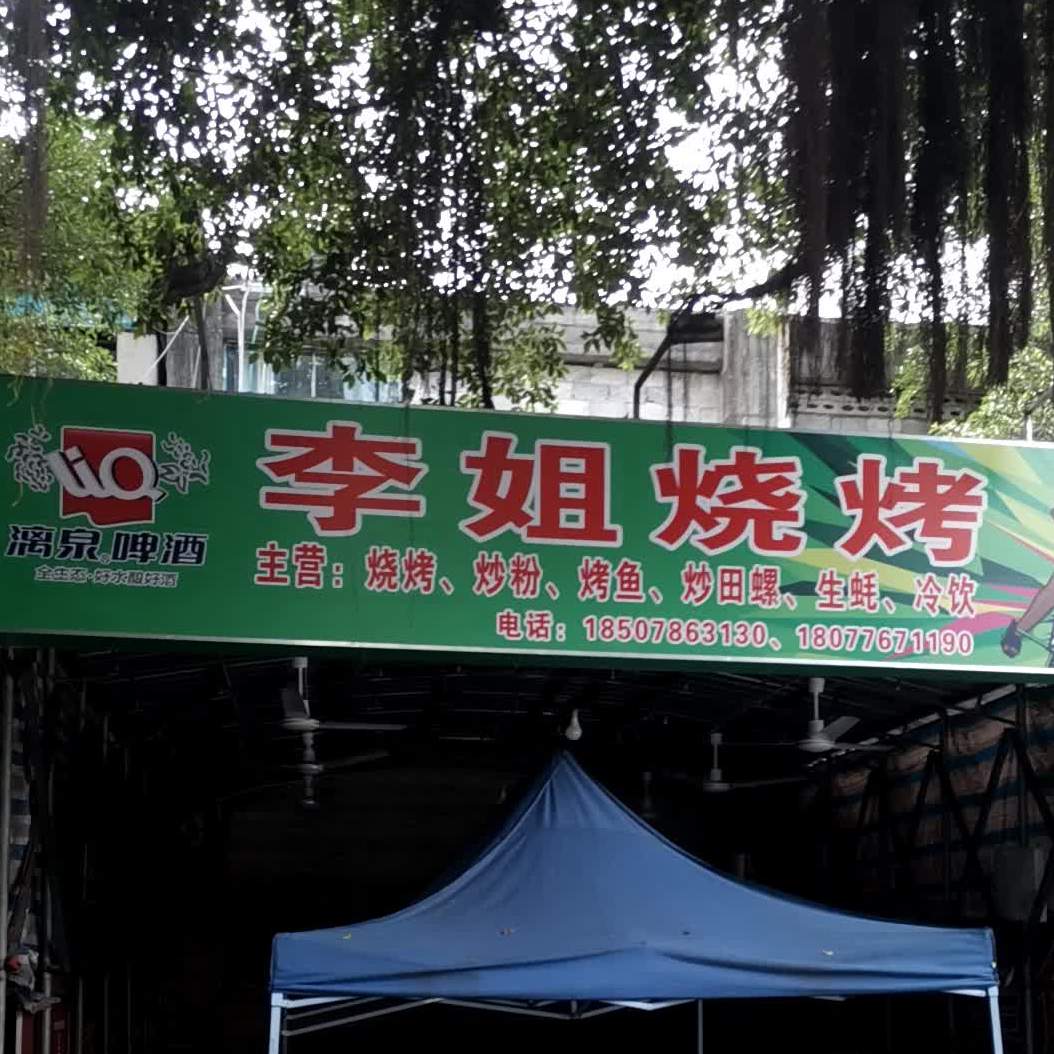 LiQ
漓泉®啤酒
全生态·好水酿好酒
李姐烧烤
主营：烧烤、炒粉、烤鱼、炒田螺、生蚝、冷饮
电话：18507863130、18077671190